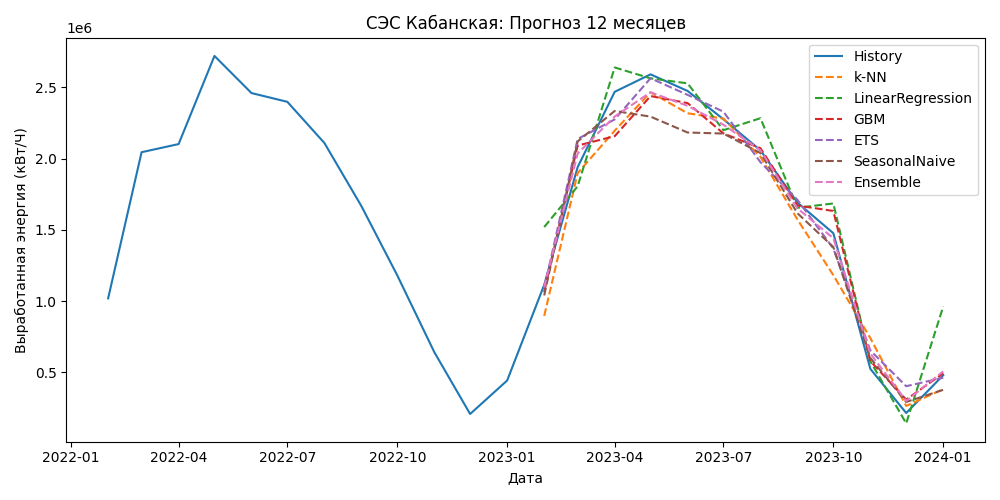 СЭС Кабанская: Прогноз 12 месяцев
1e6
2.5
2.0
1.5
1.0
0.5
Выработанная энергия (кВт/Ч)
History
k-NN
LinearRegression
GBM
ETS
SeasonalNaive
Ensemble
2022-01 2022-04 2022-07 2022-10 2023-01 2023-04 2023-07 2023-10 2024-01
Дата